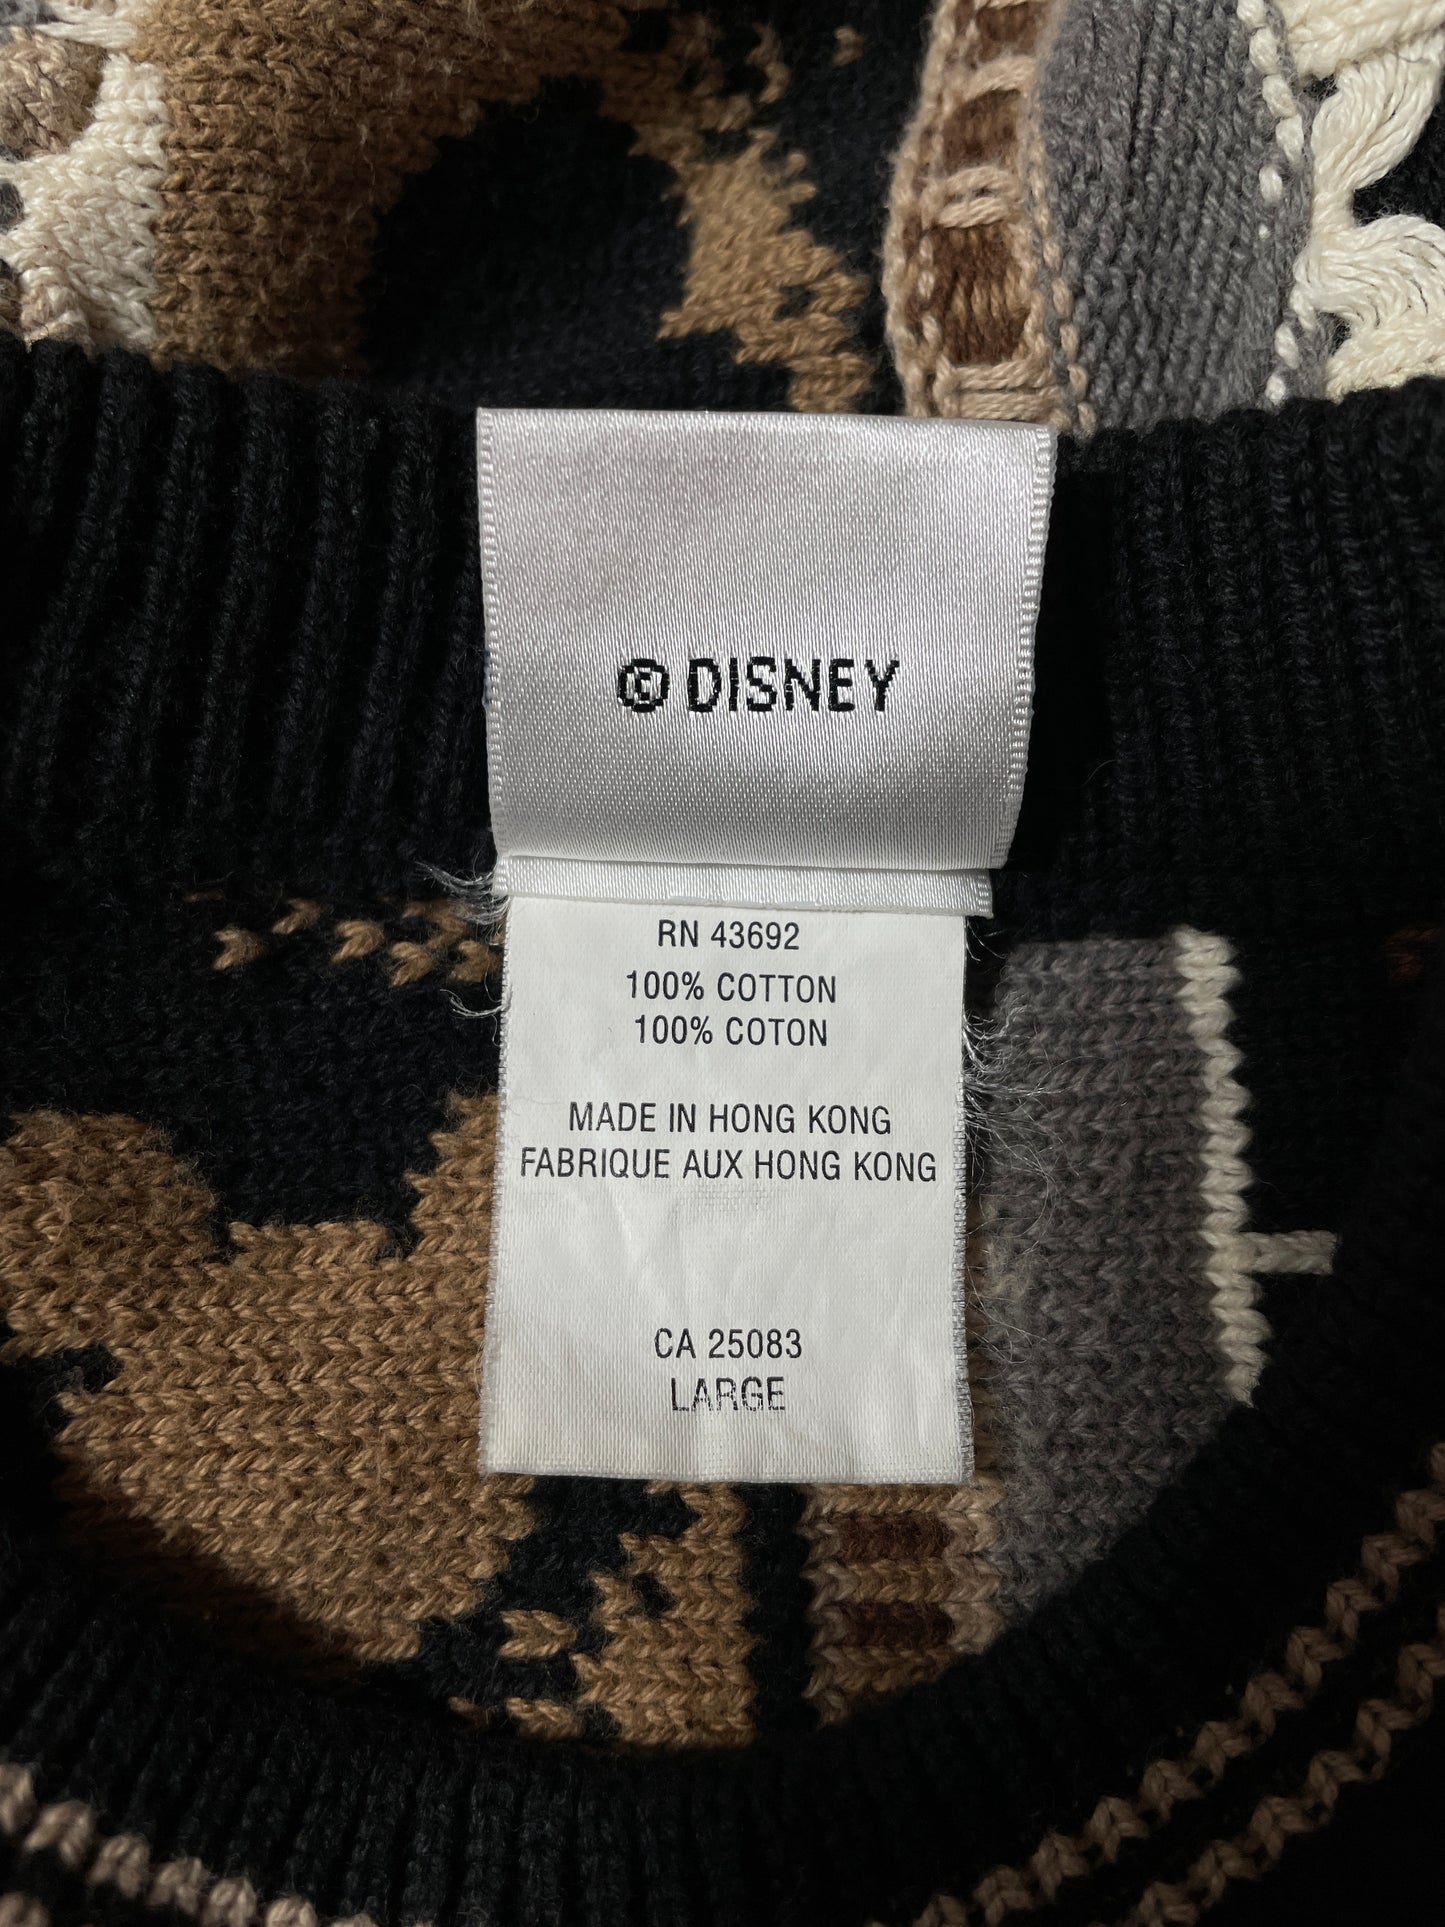 © DISNEY
RN 43692
100% COTTON
100% COTON
MADE IN HONG KONG
FABRIQUE AUX HONG KONG
CA 25083
LARGE